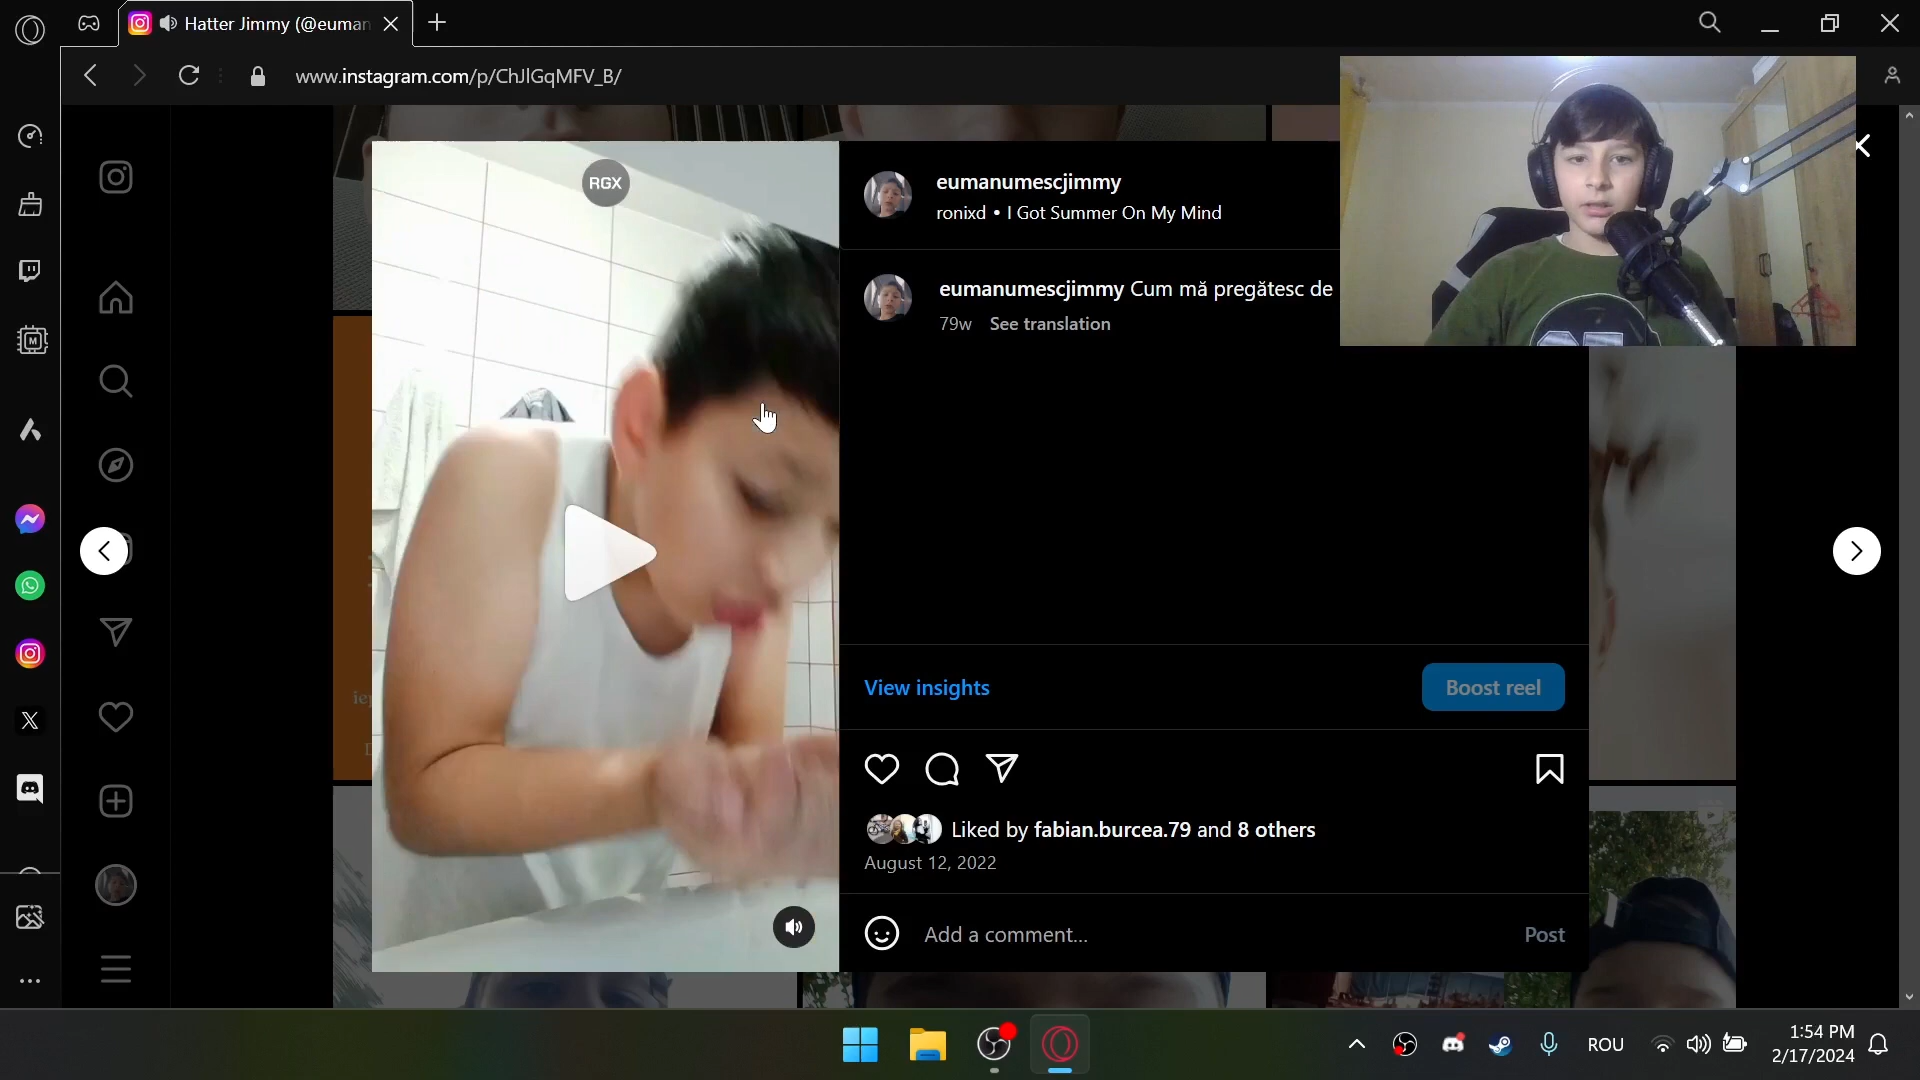 Hatter Jimmy (@euman
www.instagram.com/p/ChJlGqMFV_B/
RGX
eumanumescjimmy
ronixd • I Got Summer On My Mind
eumanumescjimmy Cum mă pregătesc de
79w See translation
View insights
Boost reel
Liked by fabian.burcea.79 and 8 others
August 12, 2022
Add a comment...
Post
ROU
1:54 PM
2/17/2024